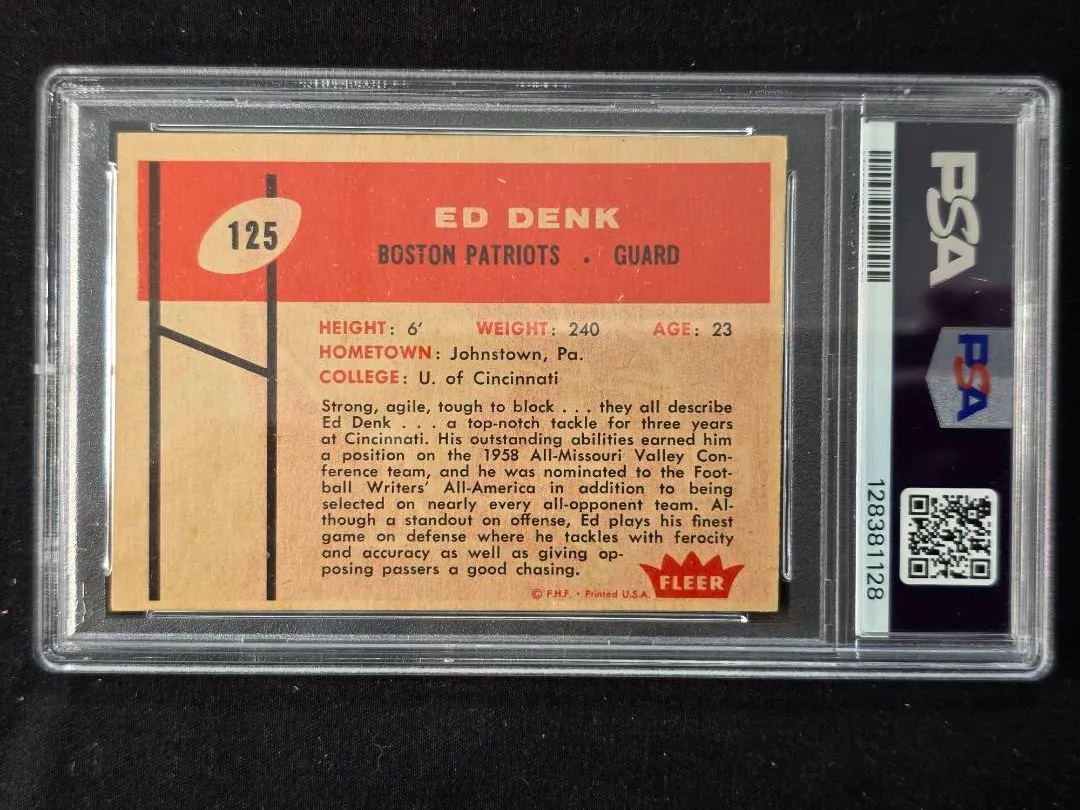 125
ED DENK
BOSTON PATRIOTS • GUARD
HEIGHT: 6' WEIGHT: 240 AGE: 23
HOMETOWN: Johnstown, Pa.
COLLEGE: U. of Cincinnati
Strong, agile, tough to block . . . they all describe
Ed Denk . . . a top-notch tackle for three years
at Cincinnati. His outstanding abilities earned him
a position on the 1958 All-Missouri Valley Con-
ference team, and he was nominated to the Foot-
ball Writers' All-America in addition to being
selected on nearly every all-opponent team. Al-
though a standout on offense, Ed plays his finest
game on defense where he tackles with ferocity
and accuracy as well as giving op-
posing passers a good chasing.
FLEER
© F.H.F. • Printed U.S.A.
PSA
PSA
128381128